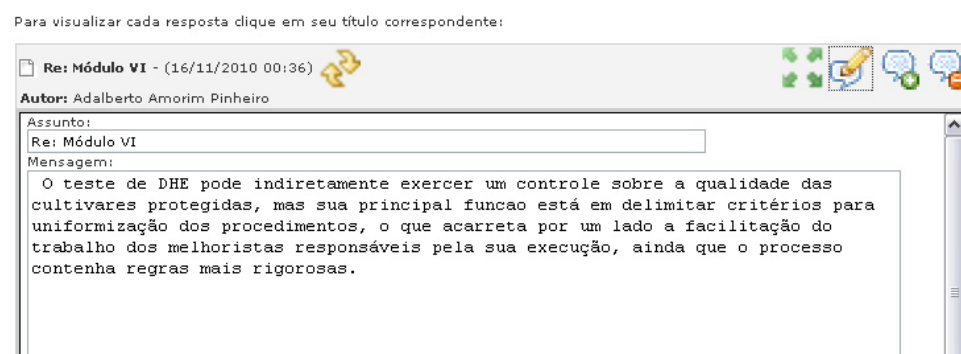 Para visualizar cada resposta clique em seu título correspondente:
Re: Módulo VI - (16/11/2010 00:36)
Autor: Adalberto Amorim Pinheiro
Assunto:
Re: Módulo VI
Mensagem:
O teste de DHE pode indiretamente exercer um controle sobre a qualidade das
cultivares protegidas, mas sua principal funcao está em delimitar critérios para
uniformização dos procedimentos, o que acarreta por um lado a facilitação do
trabalho dos melhoristas responsáveis pela sua execução, ainda que o processo
contenha regras mais rigorosas.